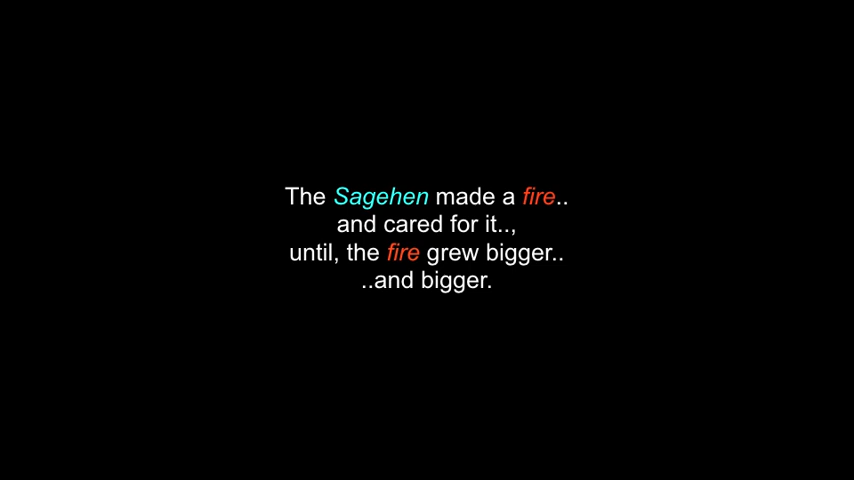 The Sagehen made a fire..
and cared for it..,
until, the fire grew bigger..
..and bigger.